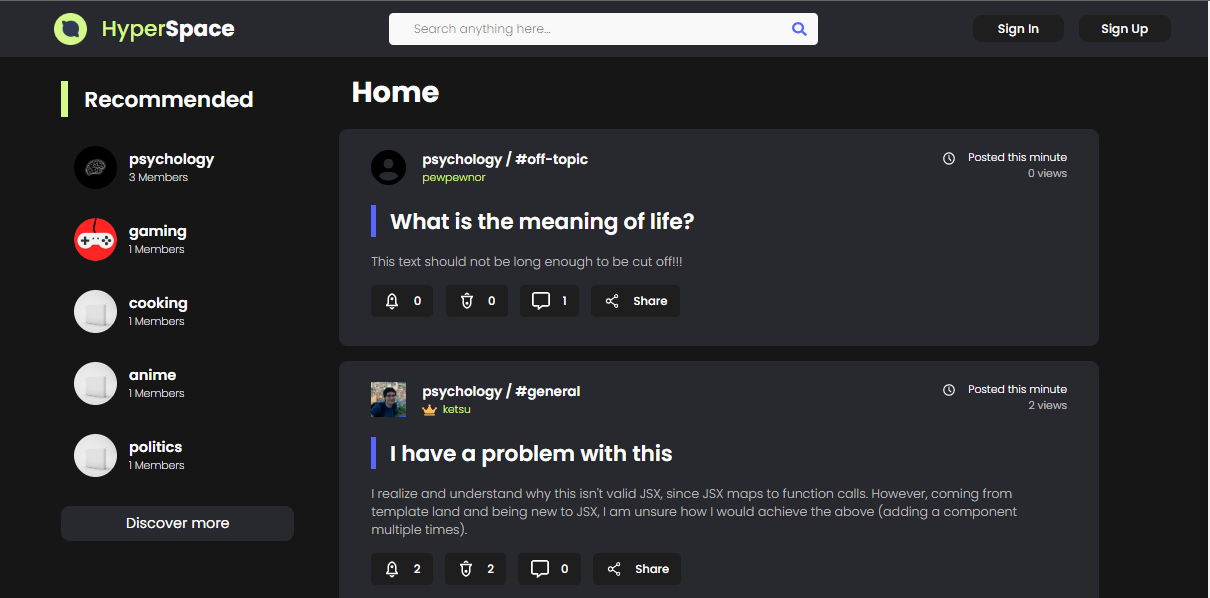 HyperSpace
Search anything here...
Sign In
Sign Up
Recommended
psychology
3 Members
gaming
1 Members
cooking
1 Members
anime
1 Members
politics
1 Members
Discover more
Home
psychology / #off-topic
pewpewnor
Posted this minute
0 views
What is the meaning of life?
This text should not be long enough to be cut off!!!
0
0
1
Share
psychology / #general
ketsu
Posted this minute
2 views
I have a problem with this
I realize and understand why this isn't valid JSX, since JSX maps to function calls. However, coming from
template land and being new to JSX, I am unsure how I would achieve the above (adding a component
multiple times).
2
2
0
Share